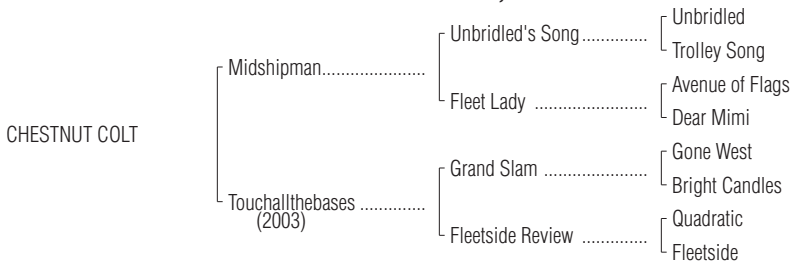 Unbridled
Unbridled's Song ..............
Trolley Song
Midshipman......................
Avenue of Flags
Fleet Lady ........................
Dear Mimi
CHESTNUT COLT
Gone West
Grand Slam ......................
Bright Candles
Touchallthebases ..............
(2003)
Quadratic
Fleetside Review ..............
Fleetside